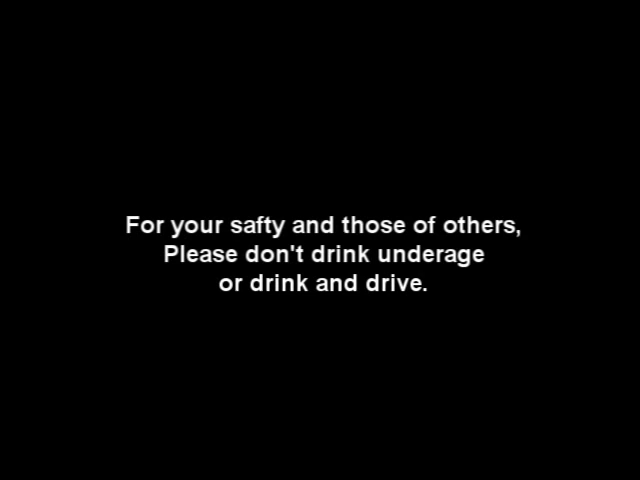 For your safty and those of others,
Please don't drink underage
or drink and drive.